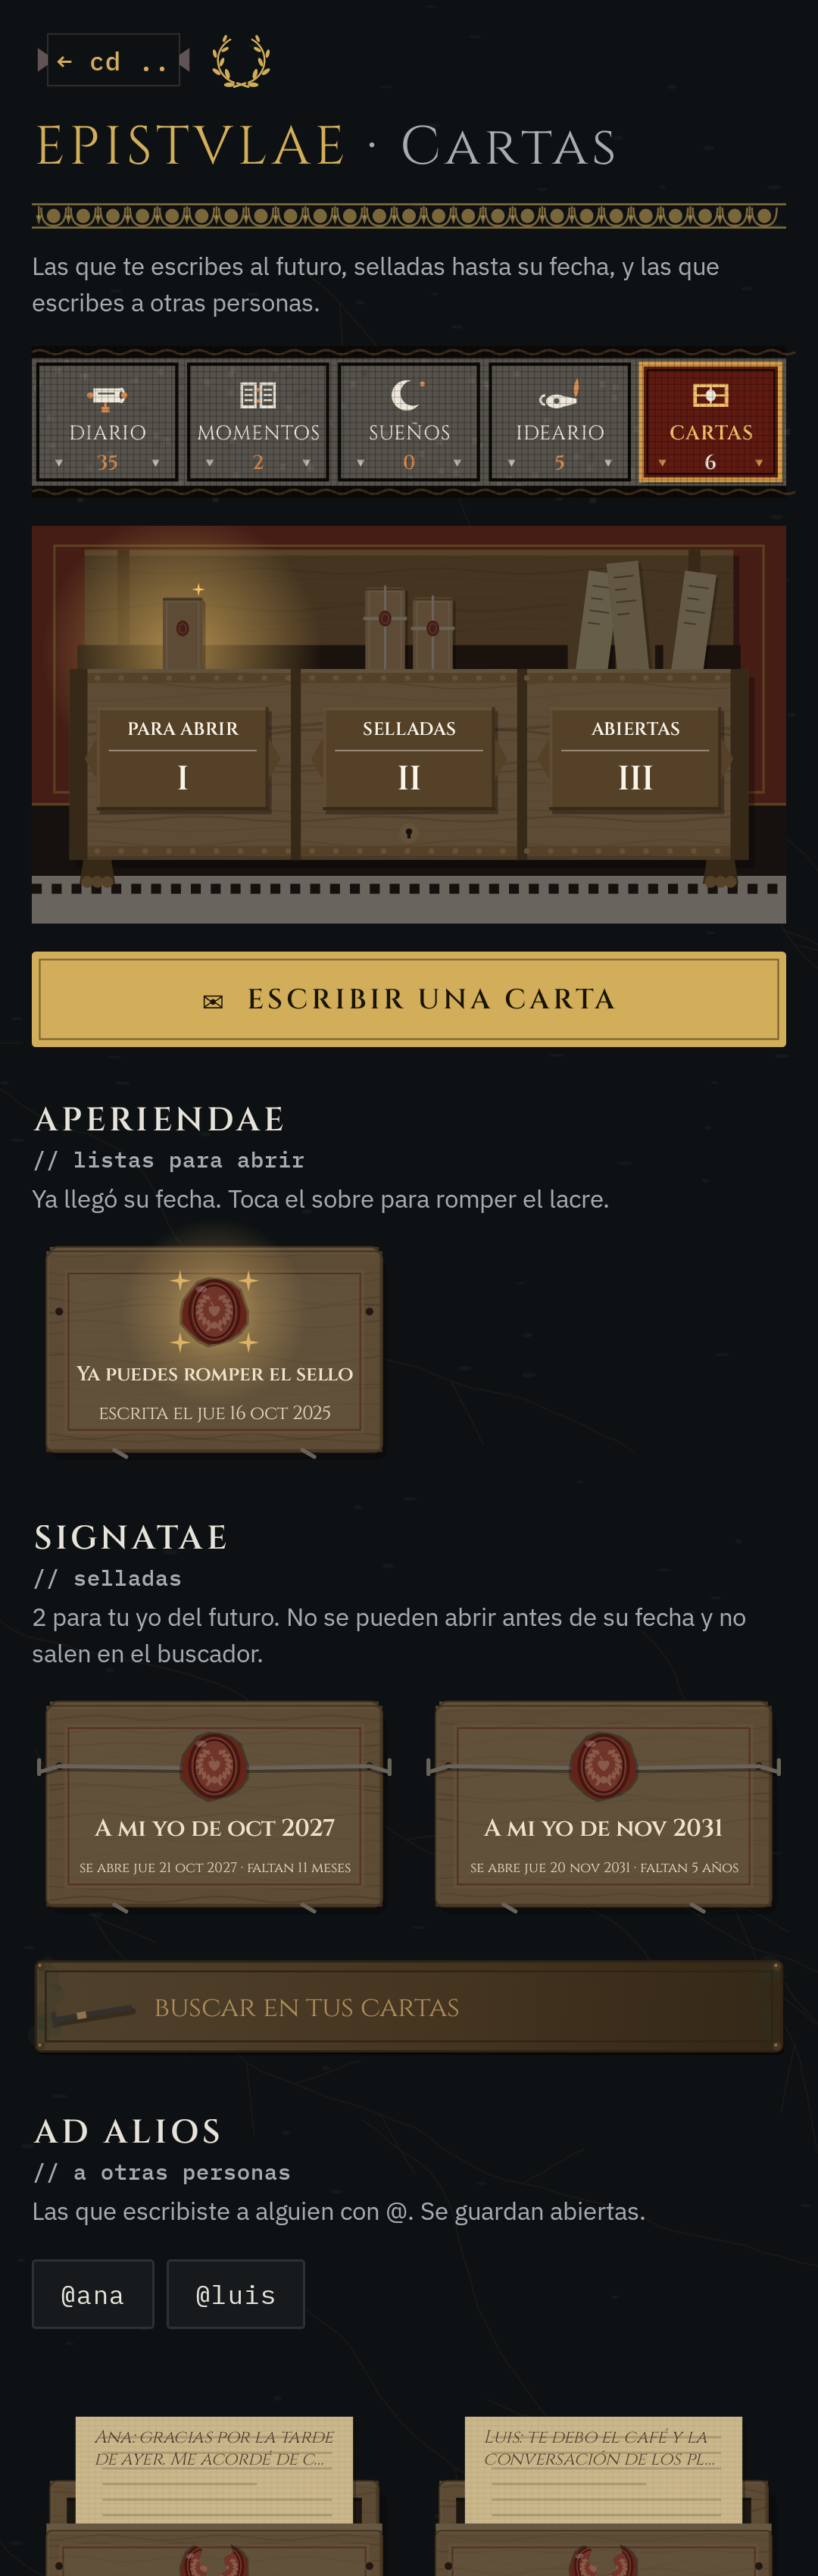 ← cd ..
EPISTVLAE · CARTAS
Las que te escribes al futuro, selladas hasta su fecha, y las que
escribes a otras personas.
DIARIO MOMENTOS SUEÑOS IDEARIO CARTAS
35 2 0 5 6
PARA ABRIR SELLADAS ABIERTAS
I II III
ESCRIBIR UNA CARTA
APERIENDAE
// listas para abrir
Ya llegó su fecha. Toca el sobre para romper el lacre.
YA PUEDES ROMPER EL SELLO
ESCRITA EL JUE 16 OCT 2025
SIGNATAE
// selladas
2 para tu yo del futuro. No se pueden abrir antes de su fecha y no
salen en el buscador.
A MI YO DE OCT 2027
SE ABRE JUE 21 OCT 2027 · FALTAN 11 MESES
A MI YO DE NOV 2031
SE ABRE JUE 20 NOV 2031 · FALTAN 5 AÑOS
BUSCAR EN TUS CARTAS
AD ALIOS
// a otras personas
Las que escribiste a alguien con @. Se guardan abiertas.
@ana @luis
ANA: GRACIAS POR LA TARDE
DE AYER. ME ACORDÉ DE C...
LUIS: TE DEBO EL CAFÉ Y LA
CONVERSACIÓN DE LOS PL...